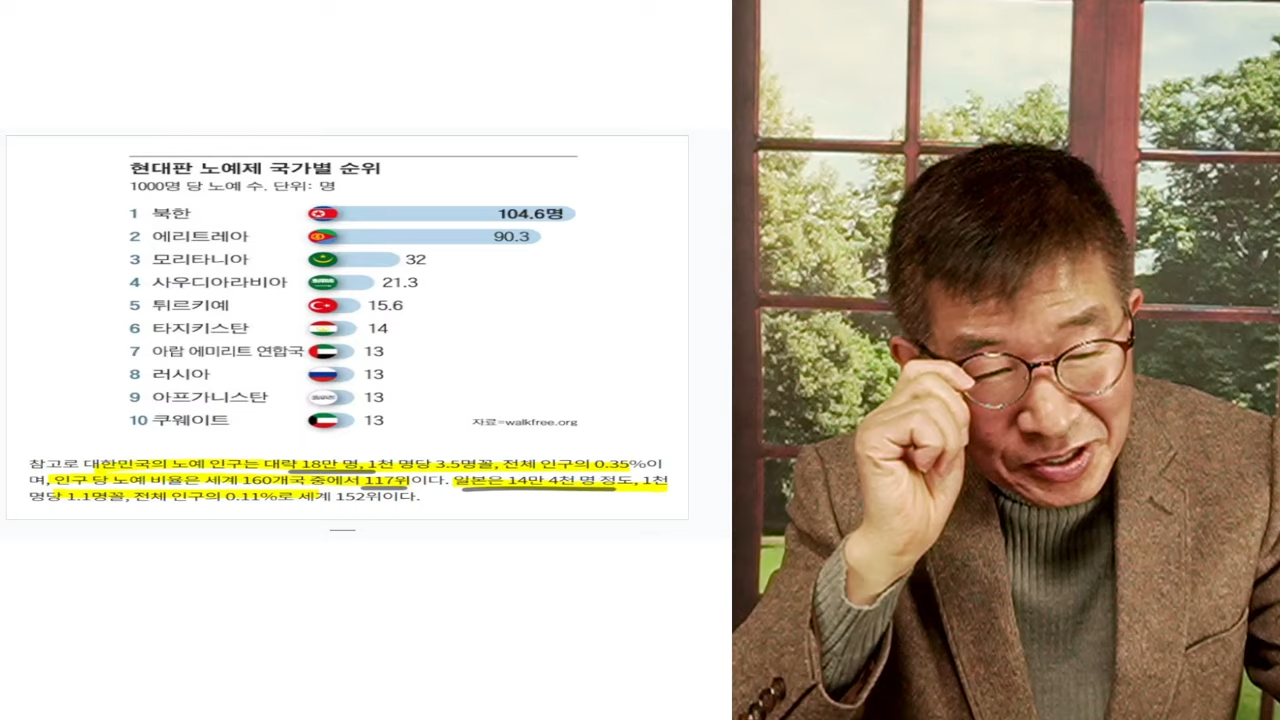 현대판 노예제 국가별 순위
1000명 당 노예 수. 단위: 명
1 북한 104.6명
2 에리트레아 90.3
3 모리타니아 32
4 사우디아라비아 21.3
5 튀르키예 15.6
6 타지키스탄 14
7 아랍 에미리트 연합국 13
8 러시아 13
9 아프가니스탄 13
10 쿠웨이트 13
자료=walkfree.org
참고로 대한민국의 노예 인구는 대략 18만 명, 1천 명당 3.5명꼴, 전체 인구의 0.35%이
며, 인구 당 노예 비율은 세계 160개국 중에서 117위이다. 일본은 14만 4천 명 정도, 1천
명당 1.1명꼴, 전체 인구의 0.11%로 세계 152위이다.